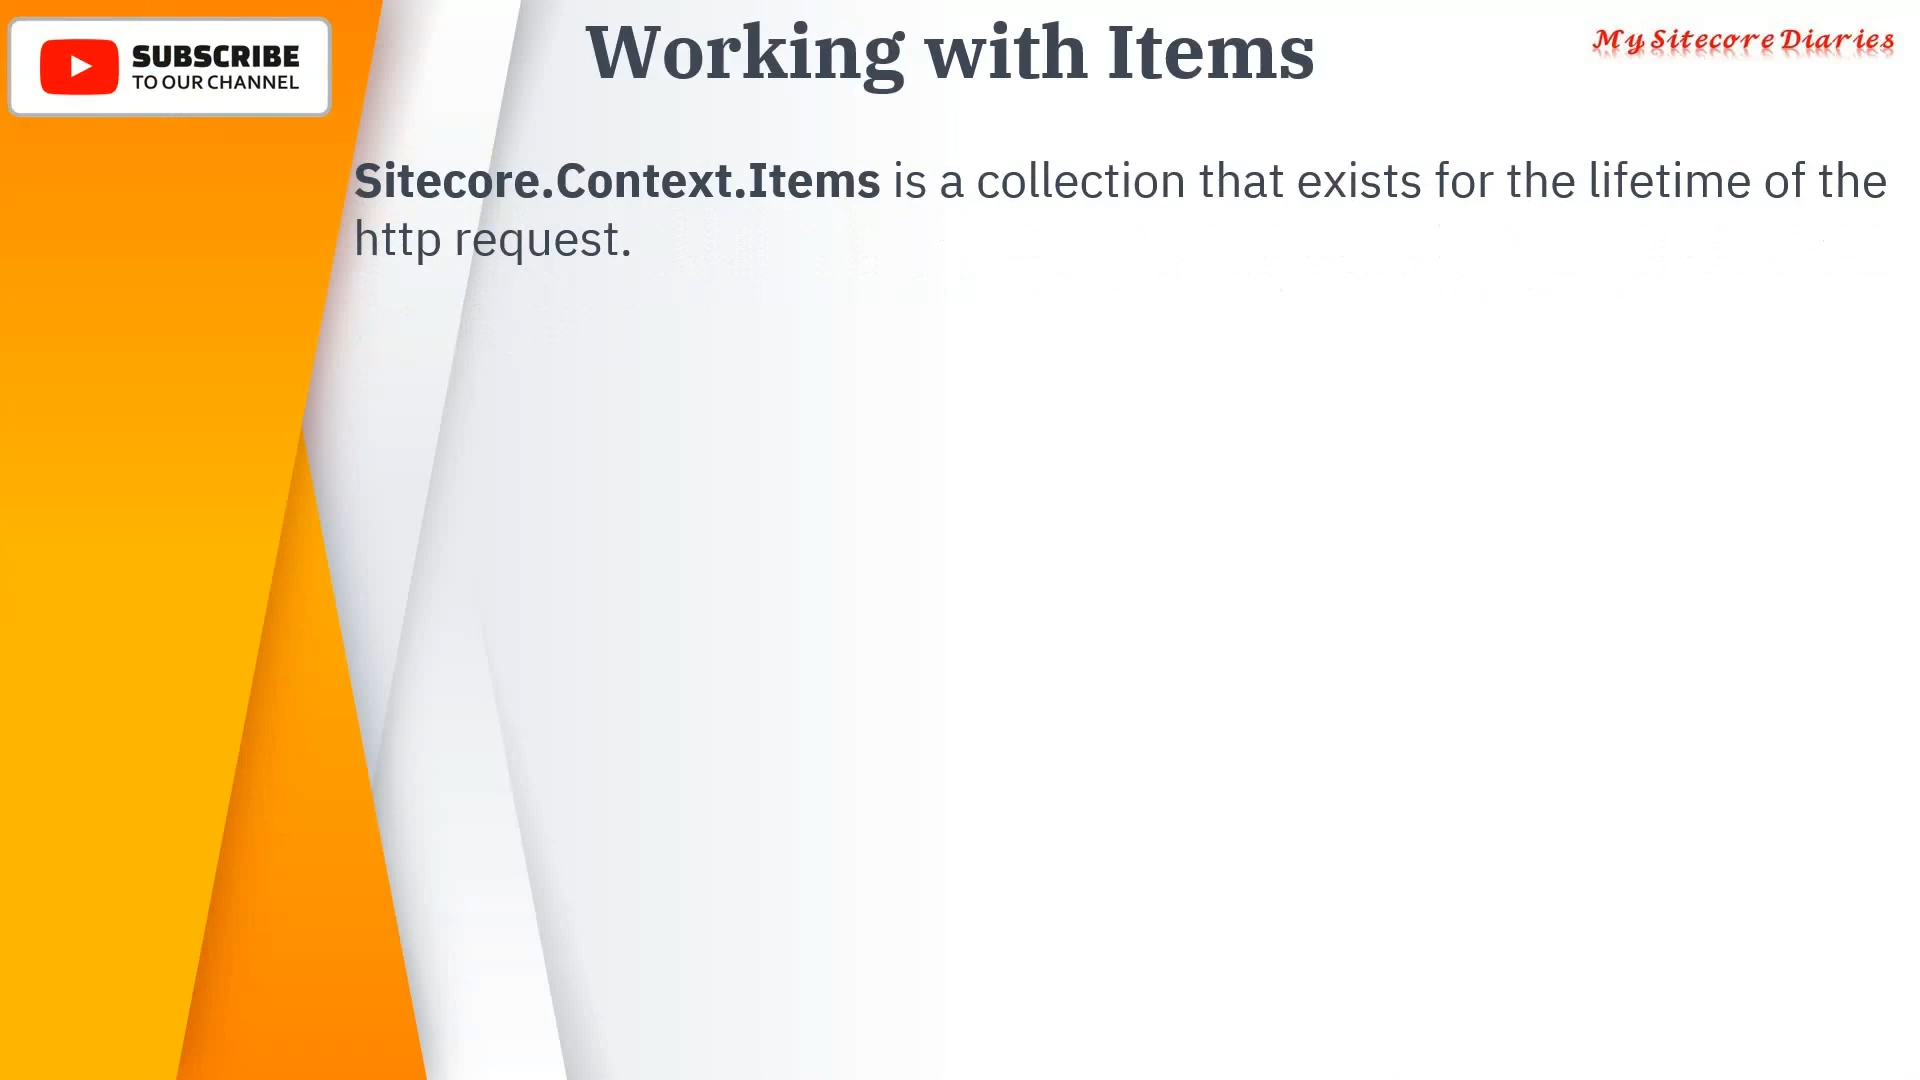 SUBSCRIBE
TO OUR CHANNEL
Working with Items
My Sitecore Diaries
Sitecore.Context.Items is a collection that exists for the lifetime of the
http request.